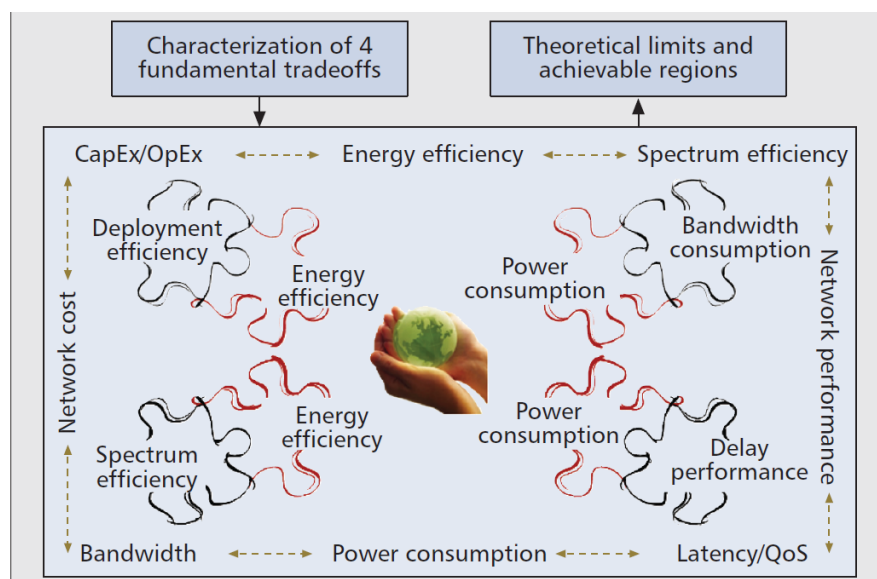 Characterization of 4
fundamental tradeoffs
Theoretical limits and
achievable regions
CapEx/OpEx
Energy efficiency
Spectrum efficiency
Deployment
efficiency
Energy
efficiency
Power
consumption
Bandwidth
consumption
Network cost
Network performance
Spectrum
efficiency
Energy
efficiency
Power
consumption
Delay
performance
Bandwidth
Power consumption
Latency/QoS